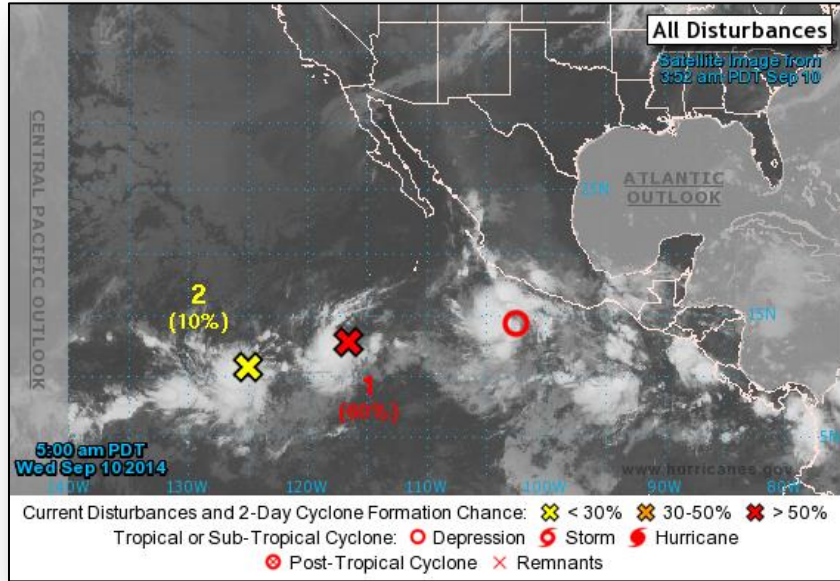 All Disturbances
Satellite Image from
3:52 am PDT Sep 10
CENTRAL PACIFIC OUTLOOK
ATLANTIC
OUTLOOK
25N
2
(10%)
15N
1
5:00 am PDT
Wed Sep 10 2014
www.hurricanes.gov
5N
140W 130W 120W 110W 100W 90W 80W
Current Disturbances and 2-Day Cyclone Formation Chance: < 30% 30-50% > 50%
Tropical or Sub-Tropical Cyclone: Depression Storm Hurricane
Post-Tropical Cyclone Remnants